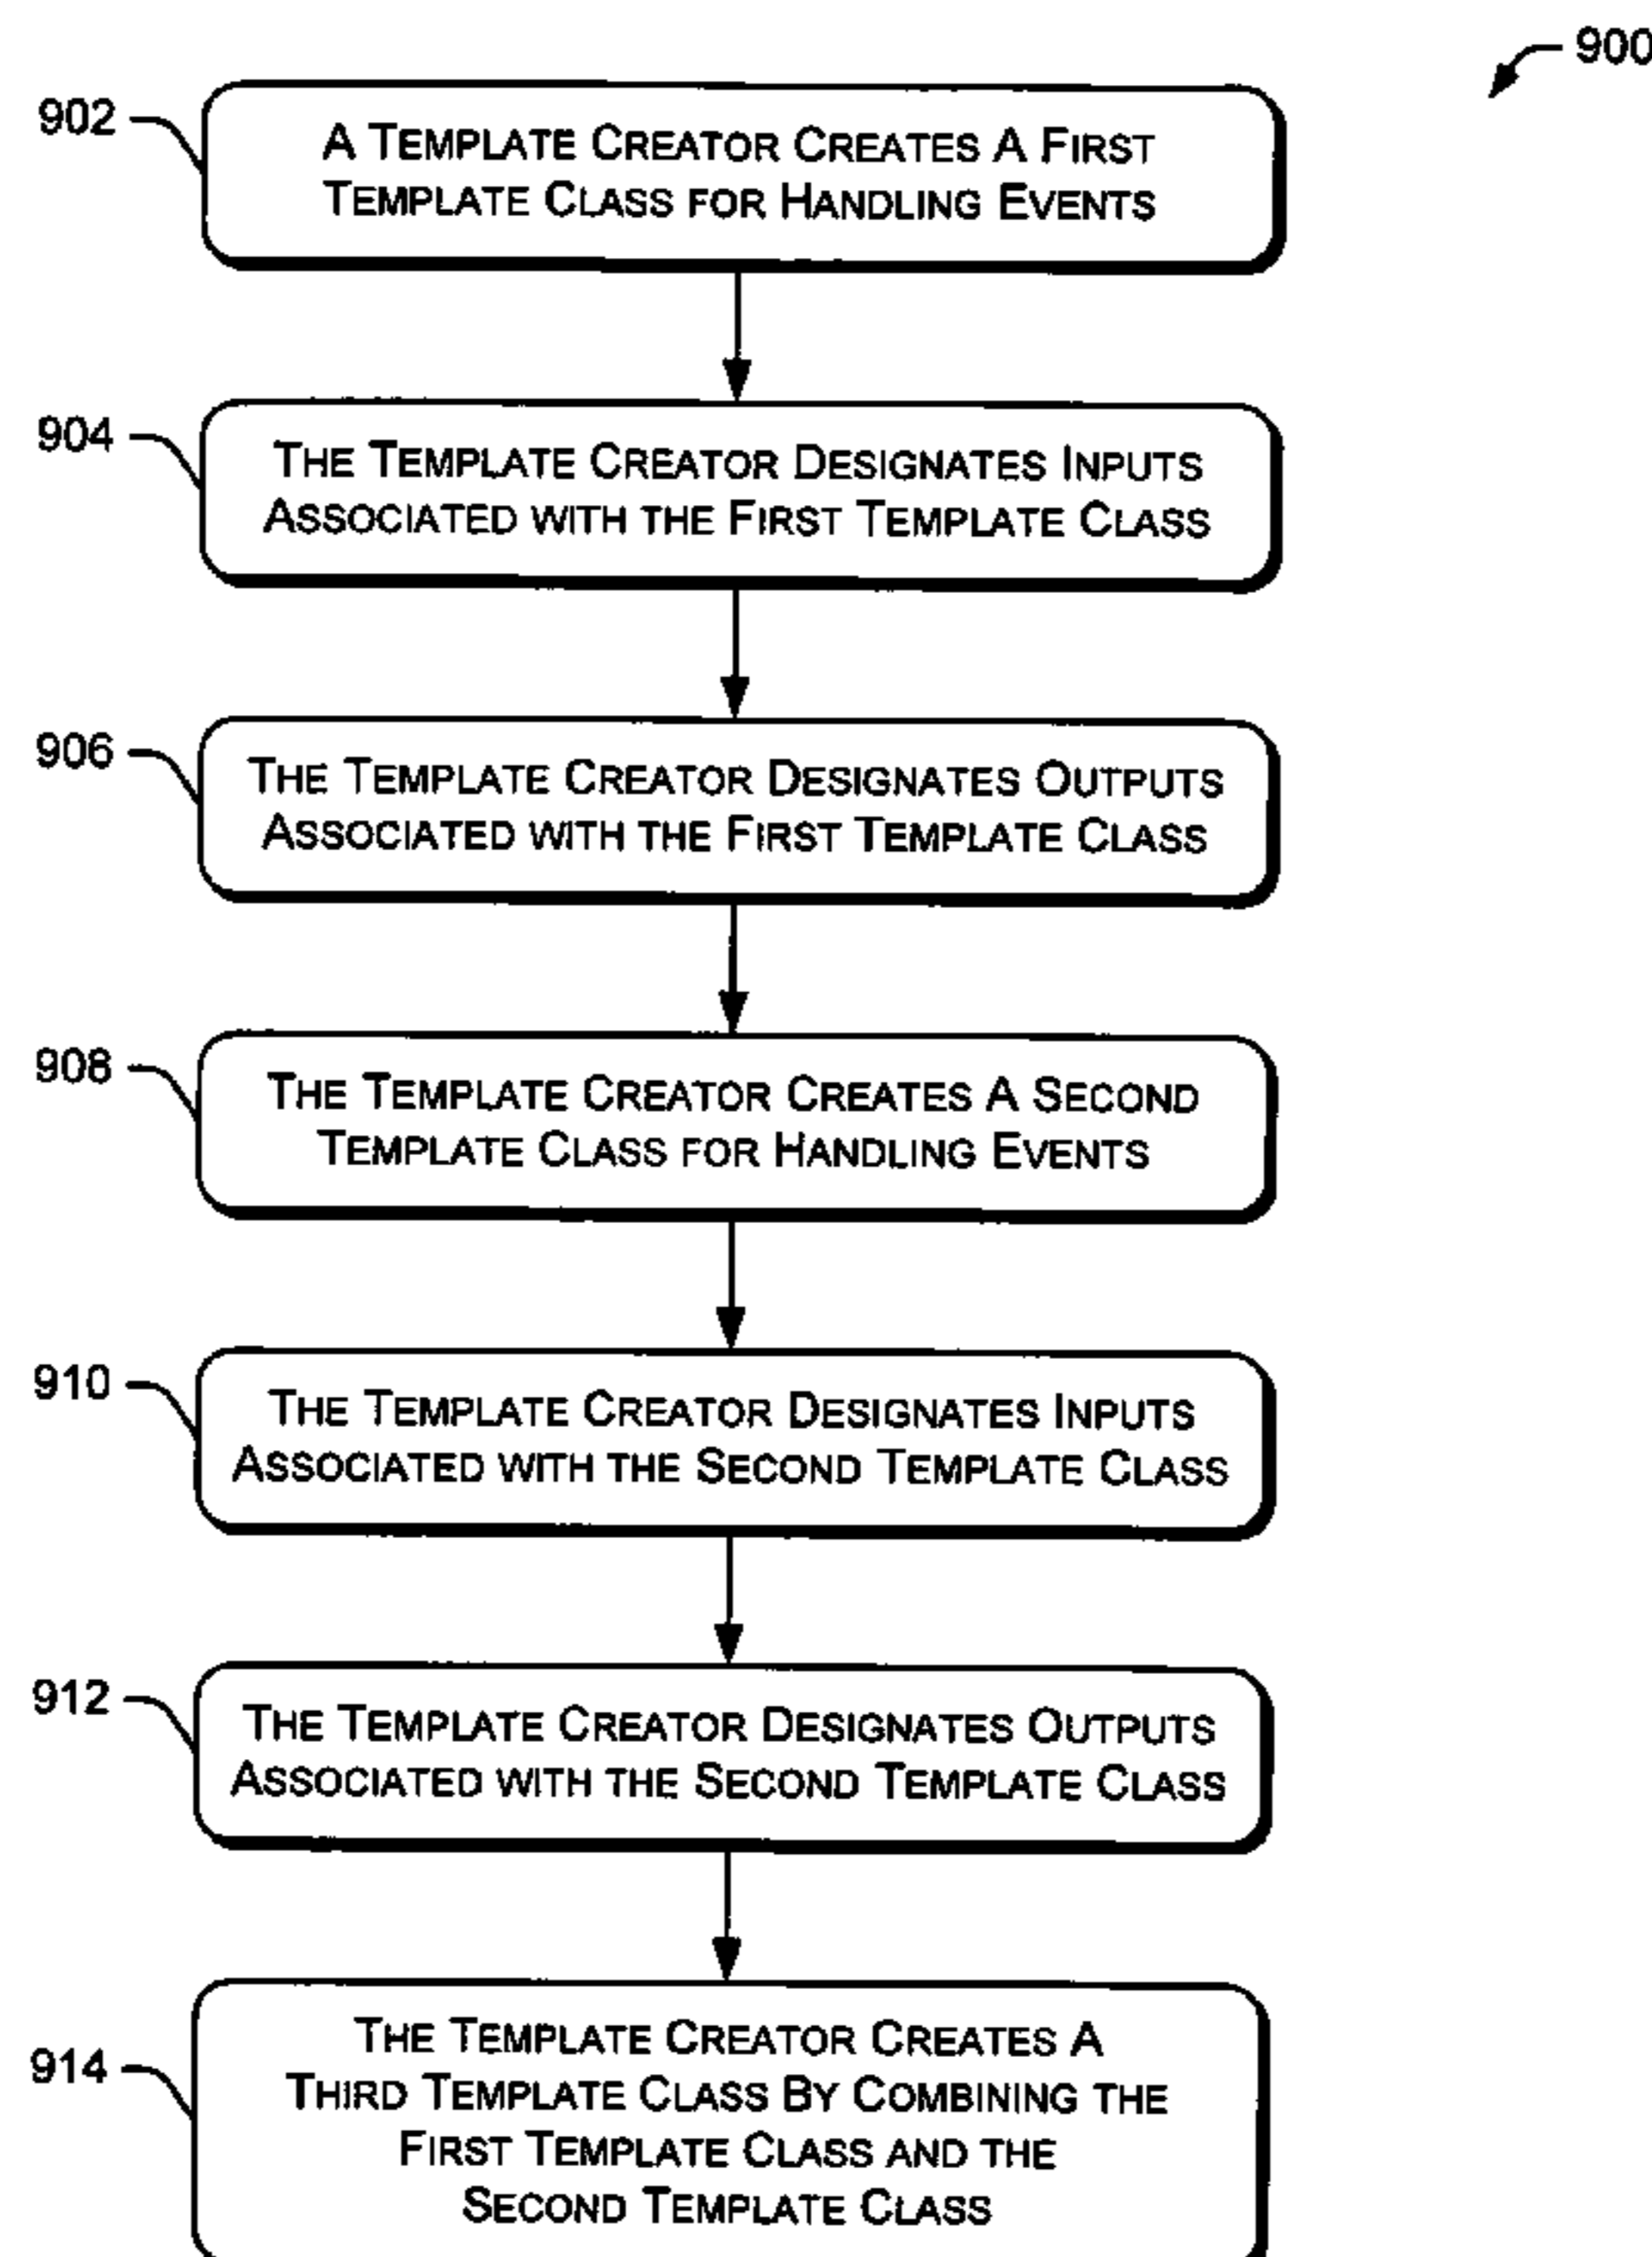 900
902
A TEMPLATE CREATOR CREATES A FIRST
TEMPLATE CLASS FOR HANDLING EVENTS
904
THE TEMPLATE CREATOR DESIGNATES INPUTS
ASSOCIATED WITH THE FIRST TEMPLATE CLASS
906
THE TEMPLATE CREATOR DESIGNATES OUTPUTS
ASSOCIATED WITH THE FIRST TEMPLATE CLASS
908
THE TEMPLATE CREATOR CREATES A SECOND
TEMPLATE CLASS FOR HANDLING EVENTS
910
THE TEMPLATE CREATOR DESIGNATES INPUTS
ASSOCIATED WITH THE SECOND TEMPLATE CLASS
912
THE TEMPLATE CREATOR DESIGNATES OUTPUTS
ASSOCIATED WITH THE SECOND TEMPLATE CLASS
914
THE TEMPLATE CREATOR CREATES A
THIRD TEMPLATE CLASS BY COMBINING THE
FIRST TEMPLATE CLASS AND THE
SECOND TEMPLATE CLASS